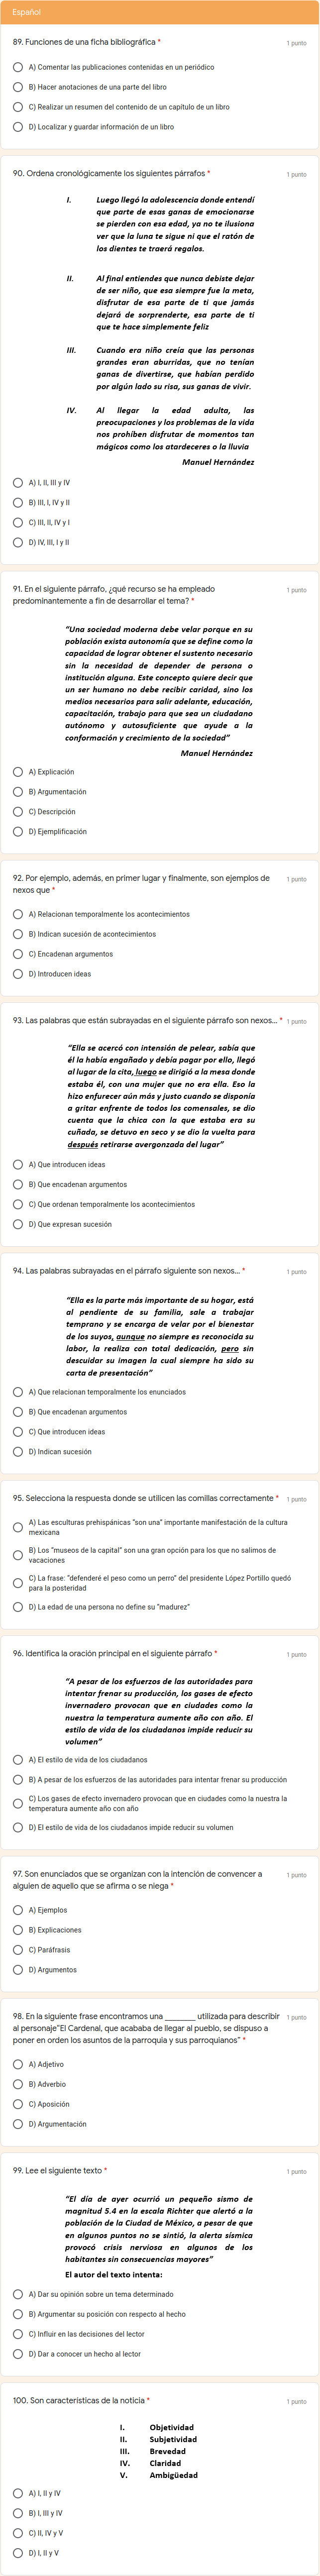 Español
89. Funciones de una ficha bibliográfica *
1 punto
A) Comentar las publicaciones contenidas en un periódico
B) Hacer anotaciones de una parte del libro
C) Realizar un resumen del contenido de un capítulo de un libro
D) Localizar y guardar información de un libro
90. Ordena cronológicamente los siguientes párrafos *
1 punto
I. Luego llegó la adolescencia donde entendí
que parte de esas ganas de emocionarse
se pierden con esa edad, ya no te ilusiona
ver que la luna te sigue ni que el ratón de
los dientes te traerá regalos.
II. Al final entiendes que nunca debiste dejar
de ser niño, que esa siempre fue la meta,
disfrutar de esa parte de ti que jamás
dejará de sorprenderte, esa parte de ti
que te hace simplemente feliz
III. Cuando era niño creía que las personas
grandes eran aburridas, que no tenían
ganas de divertirse, que habían perdido
por algún lado su risa, sus ganas de vivir.
IV. Al llegar la edad adulta, las
preocupaciones y los problemas de la vida
nos prohíben disfrutar de momentos tan
mágicos como los atardeceres o la lluvia
Manuel Hernández
A) I, II, III y IV
B) III, I, IV y II
C) III, II, IV y I
D) IV, III, I y II
91. En el siguiente párrafo, ¿qué recurso se ha empleado
predominantemente a fin de desarrollar el tema? *
1 punto
“Una sociedad moderna debe velar porque en su
población exista autonomía que se define como la
capacidad de lograr obtener el sustento necesario
sin la necesidad de depender de persona o
institución alguna. Este concepto quiere decir que
un ser humano no debe recibir caridad, sino los
medios necesarios para salir adelante, educación,
capacitación, trabajo para que sea un ciudadano
autónomo y autosuficiente que ayude a la
conformación y crecimiento de la sociedad”
Manuel Hernández
A) Explicación
B) Argumentación
C) Descripción
D) Ejemplificación
92. Por ejemplo, además, en primer lugar y finalmente, son ejemplos de
nexos que *
1 punto
A) Relacionan temporalmente los acontecimientos
B) Indican sucesión de acontecimientos
C) Encadenan argumentos
D) Introducen ideas
93. Las palabras que están subrayadas en el siguiente párrafo son nexos... *
1 punto
“Ella se acercó con intensión de pelear, sabía que
él la había engañado y debía pagar por ello, llegó
al lugar de la cita, luego se dirigió a la mesa donde
estaba él, con una mujer que no era ella. Eso la
hizo enfurecer aún más y justo cuando se disponía
a gritar enfrente de todos los comensales, se dio
cuenta que la chica con la que estaba era su
cuñada, se detuvo en seco y se dio la vuelta para
después retirarse avergonzada del lugar”
A) Que introducen ideas
B) Que encadenan argumentos
C) Que ordenan temporalmente los acontecimientos
D) Que expresan sucesión
94. Las palabras subrayadas en el párrafo siguiente son nexos... *
1 punto
“Ella es la parte más importante de su hogar, está
al pendiente de su familia, sale a trabajar
temprano y se encarga de velar por el bienestar
de los suyos, aunque no siempre es reconocida su
labor, la realiza con total dedicación, pero sin
descuidar su imagen la cual siempre ha sido su
carta de presentación”
A) Que relacionan temporalmente los enunciados
B) Que encadenan argumentos
C) Que introducen ideas
D) Indican sucesión
95. Selecciona la respuesta donde se utilicen las comillas correctamente *
1 punto
A) Las esculturas prehispánicas "son una" importante manifestación de la cultura
mexicana
B) Los "museos de la capital" son una gran opción para los que no salimos de
vacaciones
C) La frase: "defenderé el peso como un perro" del presidente López Portillo quedó
para la posteridad
D) La edad de una persona no define su "madurez"
96. Identifica la oración principal en el siguiente párrafo *
1 punto
“A pesar de los esfuerzos de las autoridades para
intentar frenar su producción, los gases de efecto
invernadero provocan que en ciudades como la
nuestra la temperatura aumente año con año. El
estilo de vida de los ciudadanos impide reducir su
volumen”
A) El estilo de vida de los ciudadanos
B) A pesar de los esfuerzos de las autoridades para intentar frenar su producción
C) Los gases de efecto invernadero provocan que en ciudades como la nuestra la
temperatura aumente año con año
D) El estilo de vida de los ciudadanos impide reducir su volumen
97. Son enunciados que se organizan con la intención de convencer a
alguien de aquello que se afirma o se niega *
1 punto
A) Ejemplos
B) Explicaciones
C) Paráfrasis
D) Argumentos
98. En la siguiente frase encontramos una ________ utilizada para describir
al personaje"El Cardenal, que acababa de llegar al pueblo, se dispuso a
poner en orden los asuntos de la parroquia y sus parroquianos" *
1 punto
A) Adjetivo
B) Adverbio
C) Aposición
D) Argumentación
99. Lee el siguiente texto *
1 punto
“El día de ayer ocurrió un pequeño sismo de
magnitud 5.4 en la escala Richter que alertó a la
población de la Ciudad de México, a pesar de que
en algunos puntos no se sintió, la alerta sísmica
provocó crisis nerviosa en algunos de los
habitantes sin consecuencias mayores”
El autor del texto intenta:
A) Dar su opinión sobre un tema determinado
B) Argumentar su posición con respecto al hecho
C) Influir en las decisiones del lector
D) Dar a conocer un hecho al lector
100. Son características de la noticia *
1 punto
I. Objetividad
II. Subjetividad
III. Brevedad
IV. Claridad
V. Ambigüedad
A) I, II y IV
B) I, III y IV
C) II, IV y V
D) I, II y V